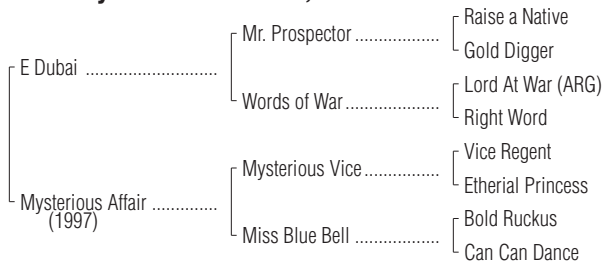 Raise a Native
Mr. Prospector ...................
Gold Digger
E Dubai ............................
Lord At War (ARG)
Words of War....................
Right Word
Vice Regent
Mysterious Vice................
Etherial Princess
Mysterious Affair ..............
(1997)
Bold Ruckus
Miss Blue Bell ..................
Can Can Dance